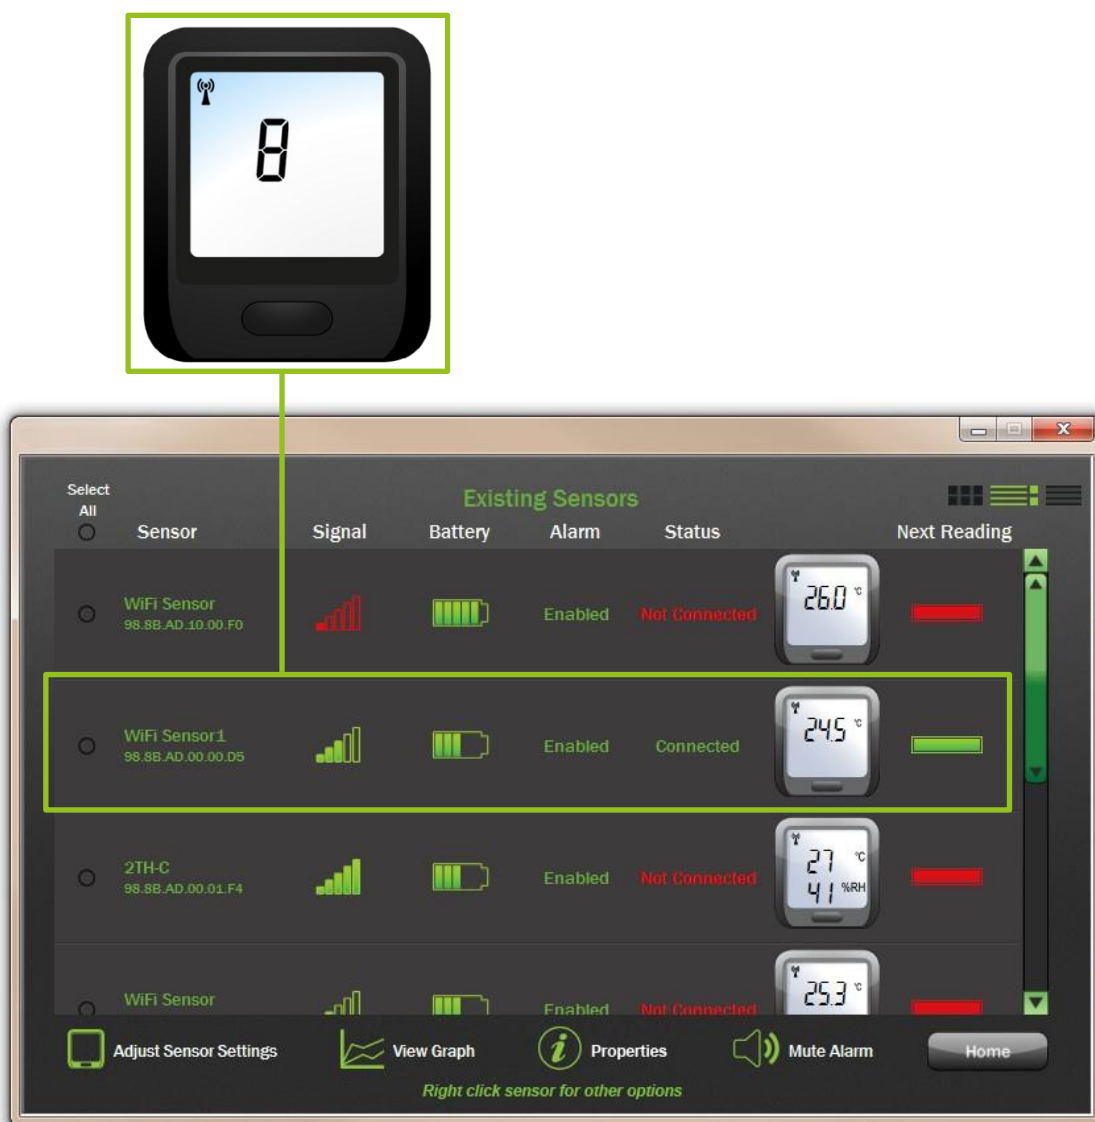 8
Select
All
Existing Sensors
Sensor Signal Battery Alarm Status Next Reading
WiFi Sensor
98.8B.AD.10.00.F0
Enabled Not Connected 26.0 °C
WiFi Sensor1
98.8B.AD.00.00.D5
Enabled Connected 24.5 °C
2TH-C
98.8B.AD.00.01.F4
Enabled Not Connected 27 °C
41 %RH
WiFi Sensor
Enabled Not Connected 25.3 °C
Adjust Sensor Settings View Graph Properties Mute Alarm Home
Right click sensor for other options